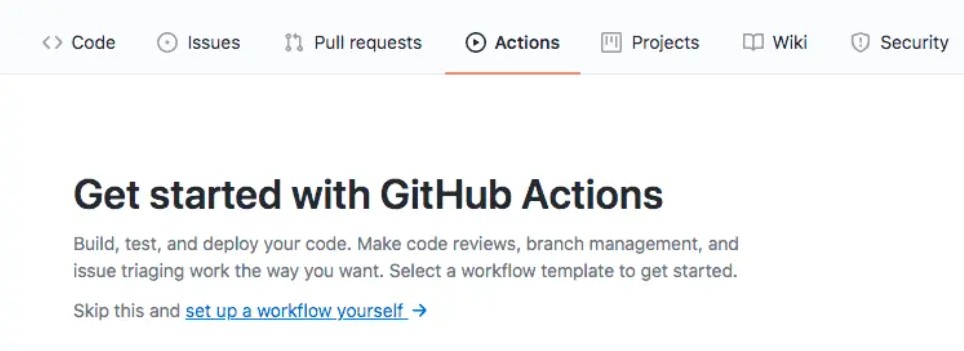 Code Issues Pull requests Actions Projects Wiki Security
Get started with GitHub Actions
Build, test, and deploy your code. Make code reviews, branch management, and
issue triaging work the way you want. Select a workflow template to get started.
Skip this and set up a workflow yourself →